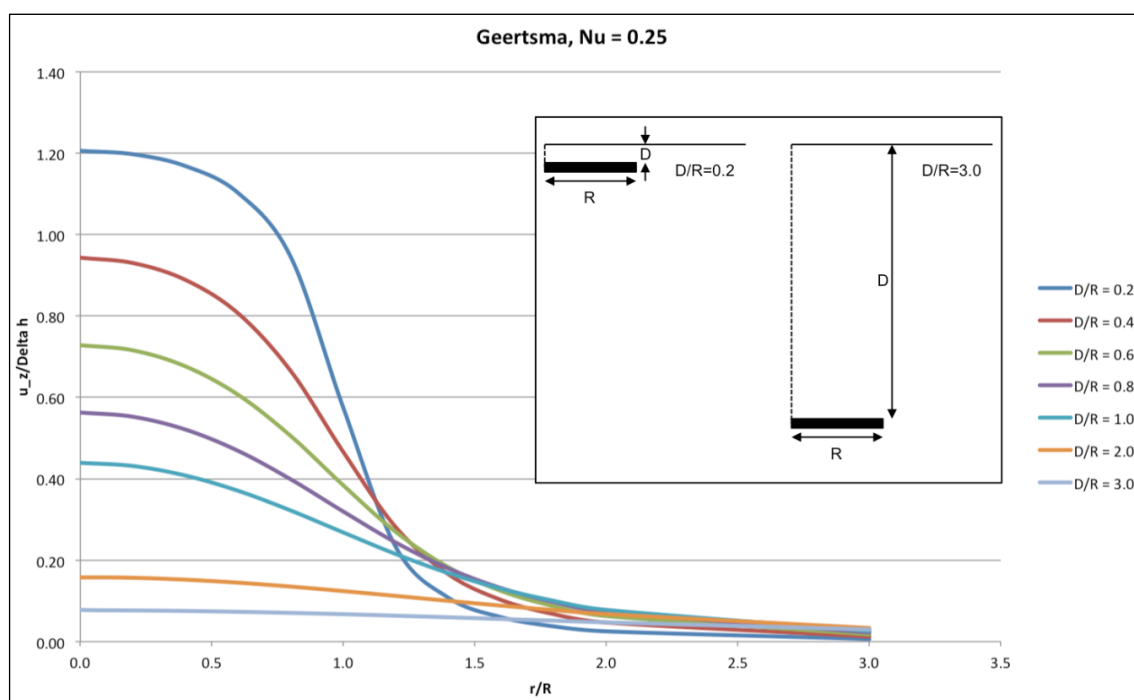 Geertsma, Nu = 0.25
1.40
1.20
1.00
0.80
0.60
0.40
0.20
0.00
u_z/Delta h
0.0
0.5
1.0
1.5
2.0
2.5
3.0
3.5
r/R
D
D/R=0.2
R
D/R=3.0
D
R
D/R = 0.2
D/R = 0.4
D/R = 0.6
D/R = 0.8
D/R = 1.0
D/R = 2.0
D/R = 3.0